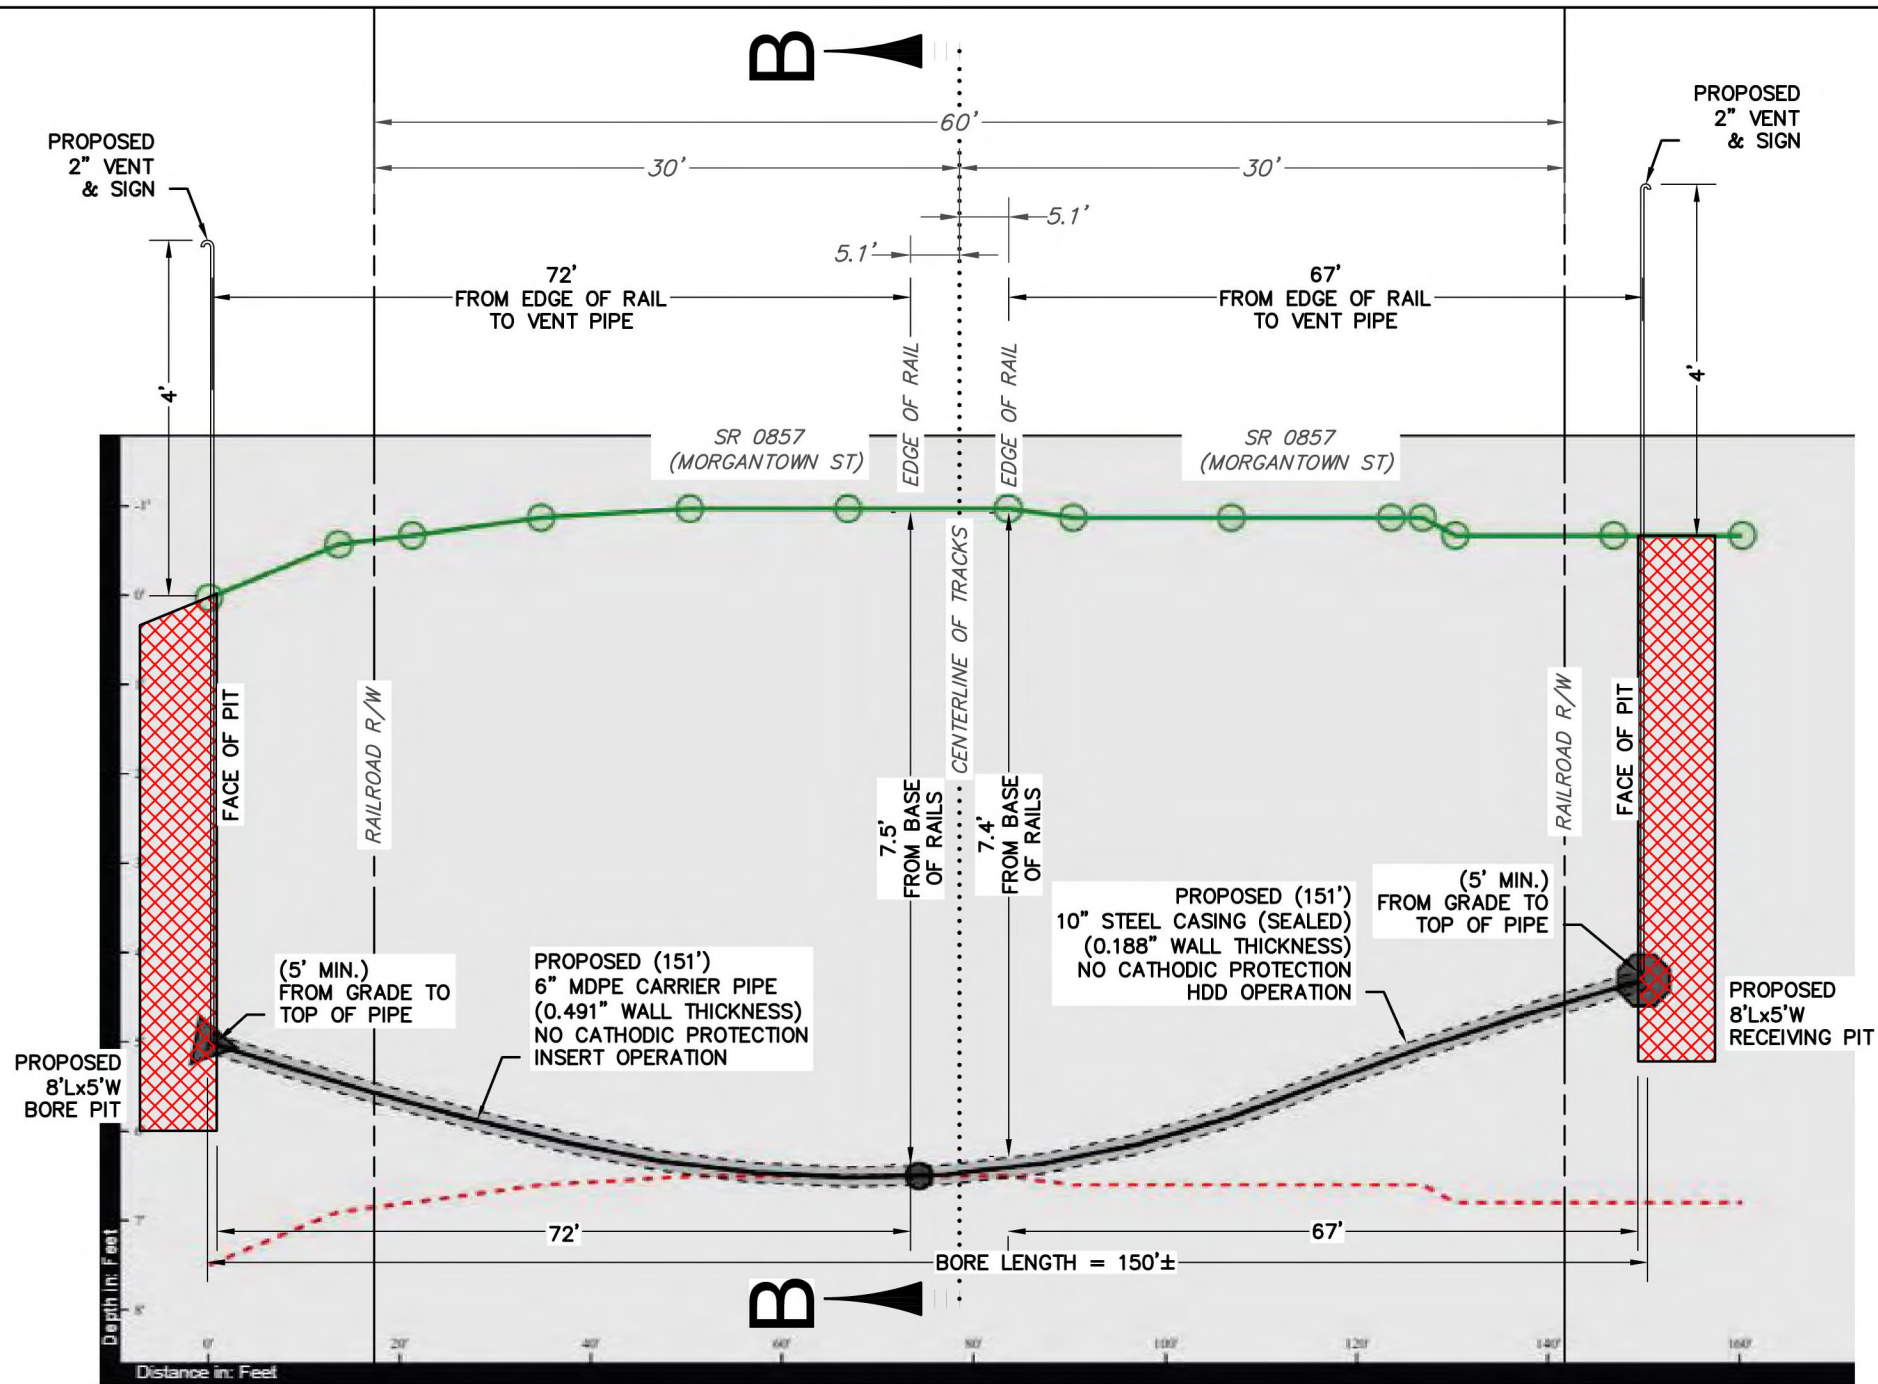 B
60'
30'
30'
5.1'
5.1'
PROPOSED
2" VENT
& SIGN
PROPOSED
2" VENT
& SIGN
72'
FROM EDGE OF RAIL
TO VENT PIPE
67'
FROM EDGE OF RAIL
TO VENT PIPE
4'
4'
EDGE OF RAIL
EDGE OF RAIL
SR 0857
(MORGANTOWN ST)
SR 0857
(MORGANTOWN ST)
-1'
0'
FACE OF PIT
RAILROAD R/W
CENTERLINE OF TRACKS
RAILROAD R/W
FACE OF PIT
7.5'
FROM BASE
OF RAILS
7.4'
FROM BASE
OF RAILS
(5' MIN.)
FROM GRADE TO
TOP OF PIPE
PROPOSED (151')
6" MDPE CARRIER PIPE
(0.491" WALL THICKNESS)
NO CATHODIC PROTECTION
INSERT OPERATION
PROPOSED (151')
10" STEEL CASING (SEALED)
(0.188" WALL THICKNESS)
NO CATHODIC PROTECTION
HDD OPERATION
(5' MIN.)
FROM GRADE TO
TOP OF PIPE
PROPOSED
8'Lx5'W
BORE PIT
PROPOSED
8'Lx5'W
RECEIVING PIT
7'
8'
72'
67'
BORE LENGTH = 150'±
B
Depth in: Feet
0'
20'
40'
60'
80'
100'
120'
140'
160'
Distance in: Feet